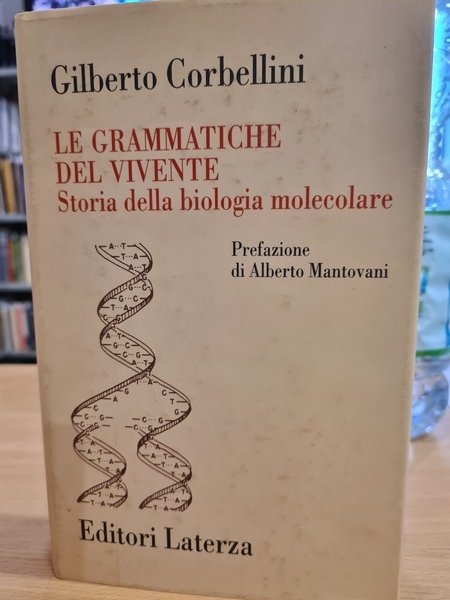 Gilberto Corbellini
LE GRAMMATICHE
DEL VIVENTE
Storia della biologia molecolare
Prefazione
di Alberto Mantovani
Editori Laterza